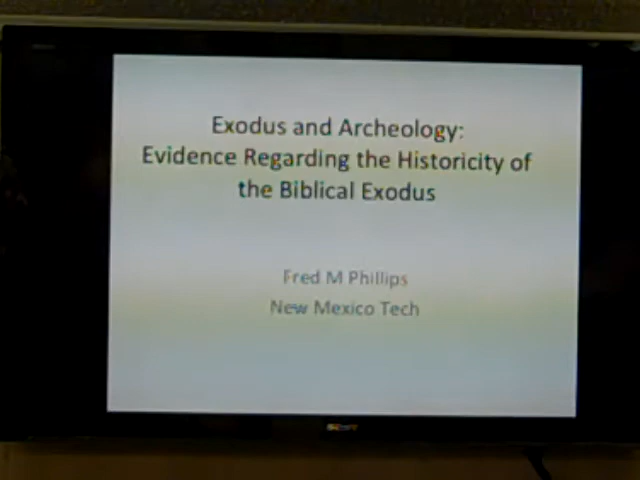 Exodus and Archeology:
Evidence Regarding the Historicity of
the Biblical Exodus
Fred M Phillips
New Mexico Tech